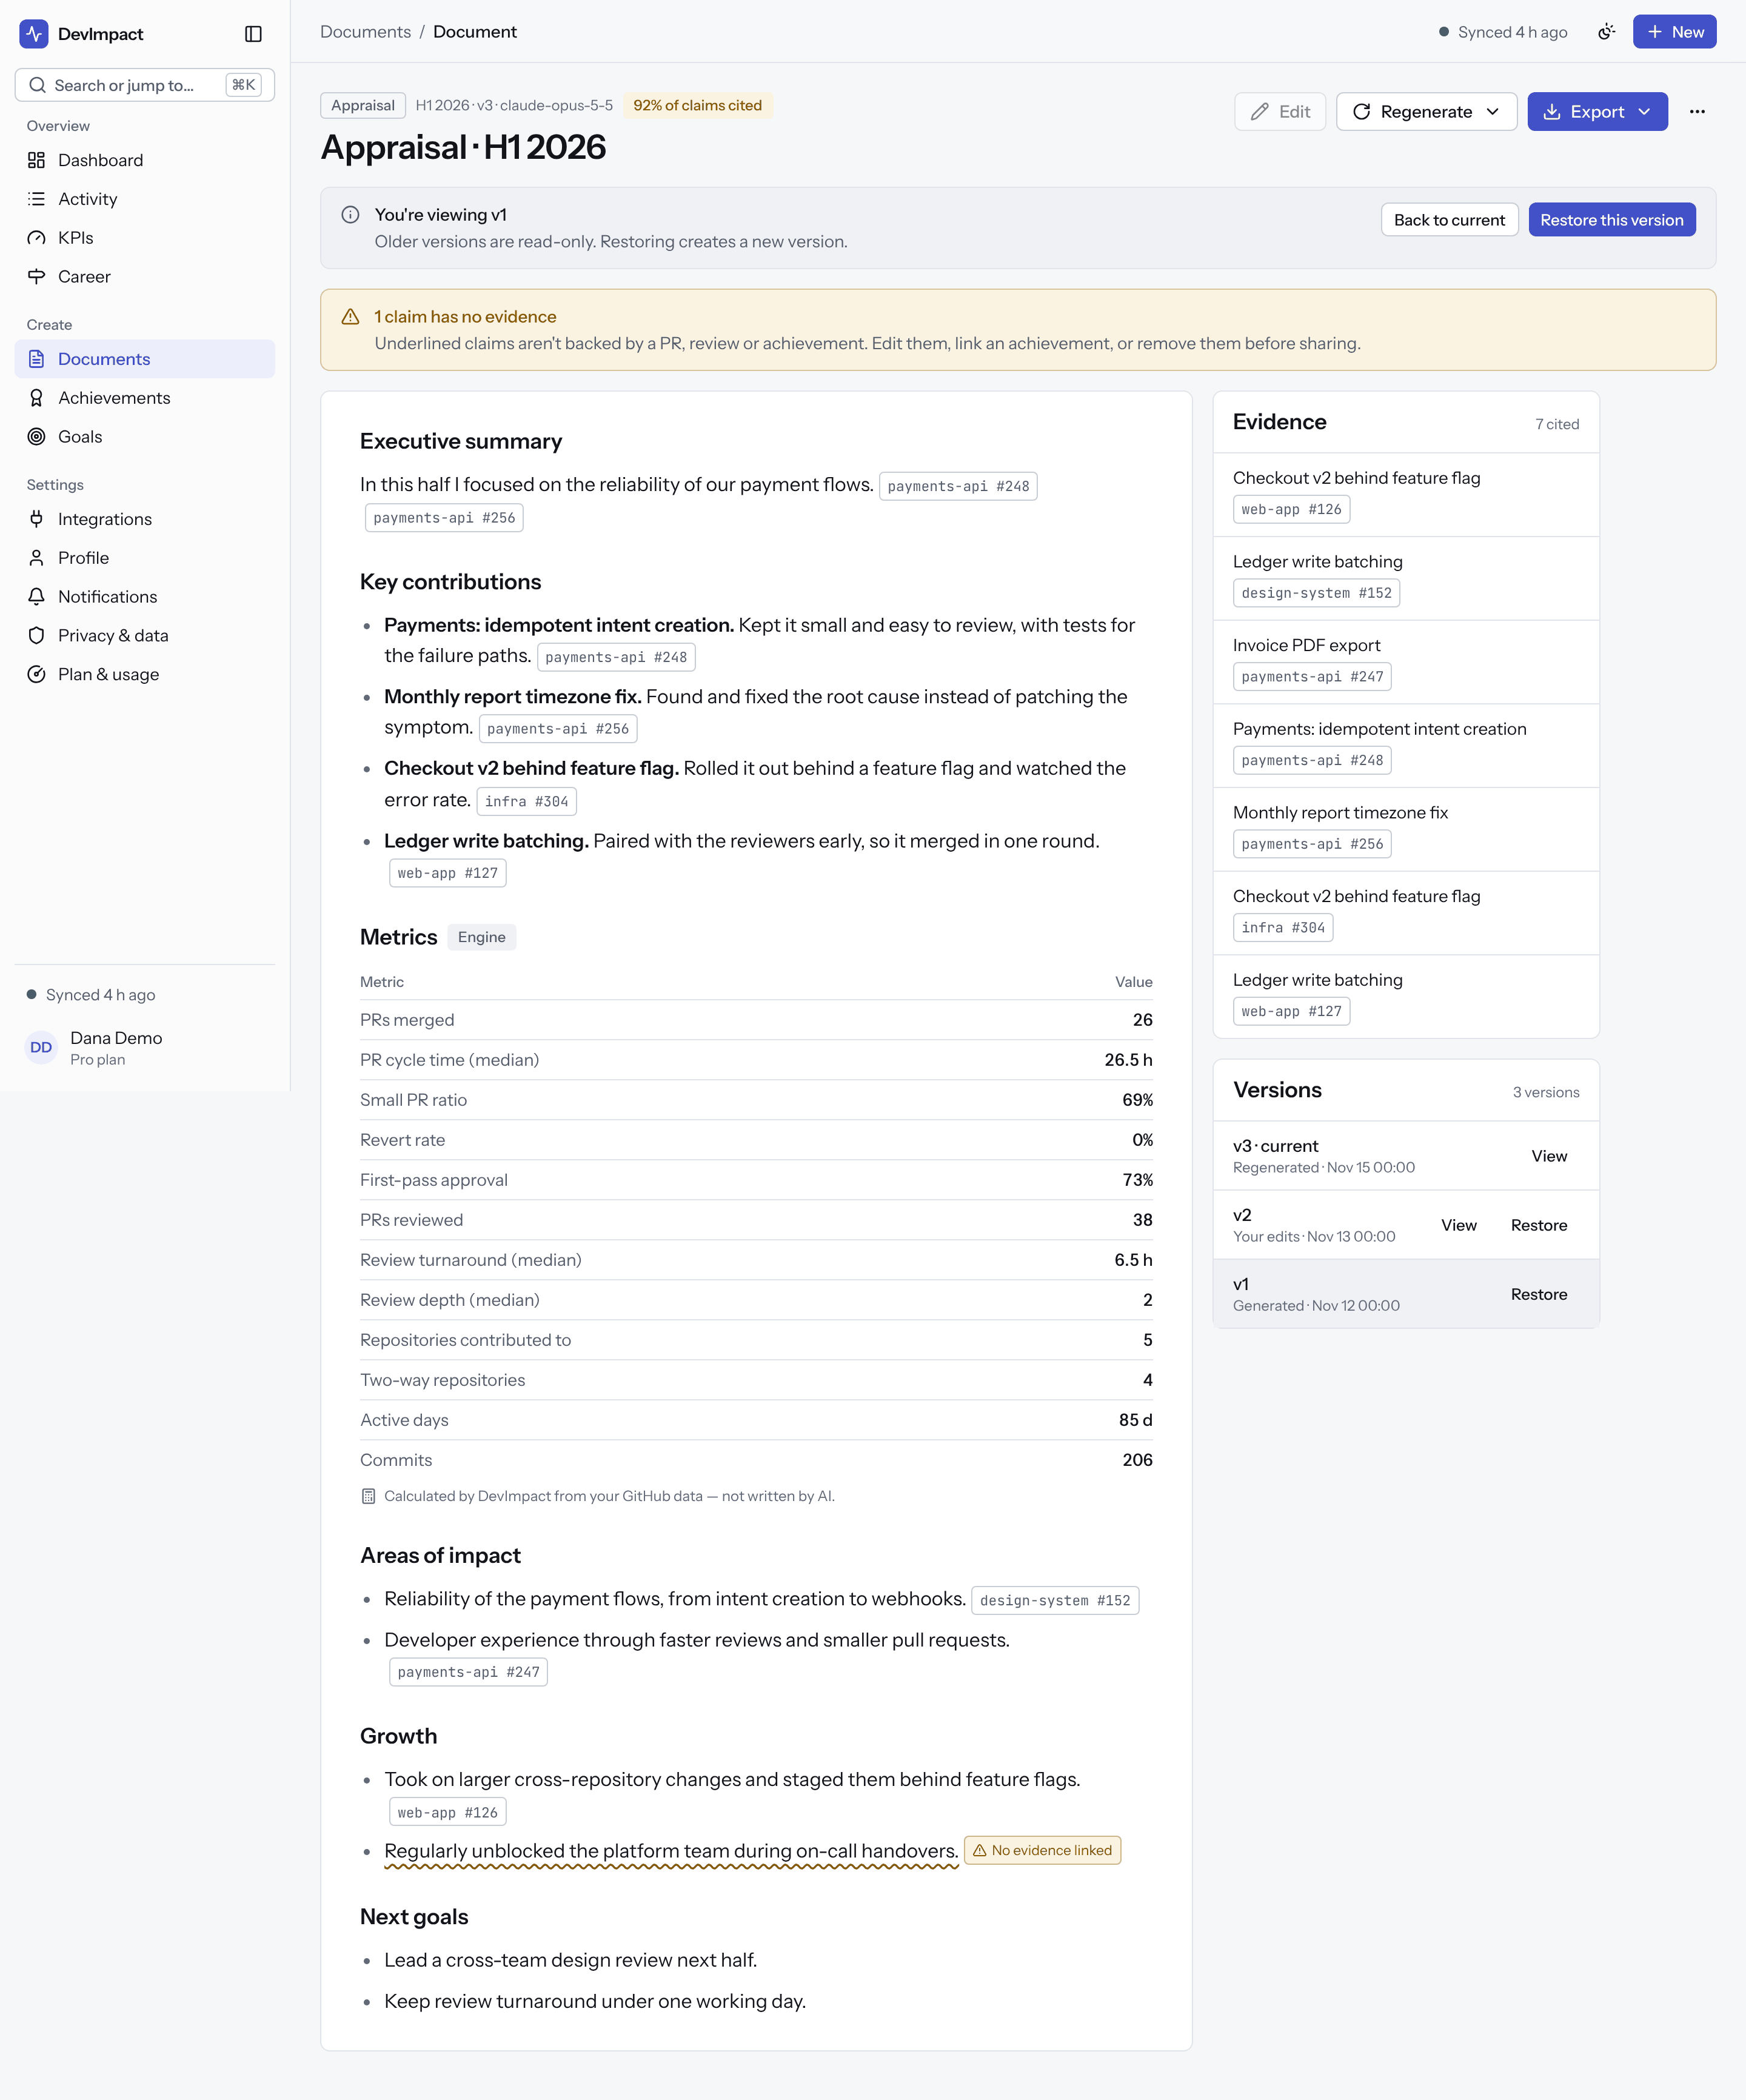 DevImpact
Search or jump to...
⌘K
Overview
Dashboard
Activity
KPIs
Career
Create
Documents
Achievements
Goals
Settings
Integrations
Profile
Notifications
Privacy & data
Plan & usage
Synced 4 h ago
DD
Dana Demo
Pro plan
Documents / Document
Synced 4 h ago
New
Appraisal
H1 2026 · v3 · claude-opus-5-5
92% of claims cited
Appraisal · H1 2026
Edit
Regenerate
Export
You're viewing v1
Older versions are read-only. Restoring creates a new version.
Back to current
Restore this version
1 claim has no evidence
Underlined claims aren't backed by a PR, review or achievement. Edit them, link an achievement, or remove them before sharing.
Executive summary
In this half I focused on the reliability of our payment flows. payments-api #248
payments-api #256
Key contributions
• Payments: idempotent intent creation. Kept it small and easy to review, with tests for
the failure paths. payments-api #248
• Monthly report timezone fix. Found and fixed the root cause instead of patching the
symptom. payments-api #256
• Checkout v2 behind feature flag. Rolled it out behind a feature flag and watched the
error rate. infra #304
• Ledger write batching. Paired with the reviewers early, so it merged in one round.
web-app #127
Metrics Engine
Metric Value
PRs merged 26
PR cycle time (median) 26.5 h
Small PR ratio 69%
Revert rate 0%
First-pass approval 73%
PRs reviewed 38
Review turnaround (median) 6.5 h
Review depth (median) 2
Repositories contributed to 5
Two-way repositories 4
Active days 85 d
Commits 206
Calculated by DevImpact from your GitHub data — not written by AI.
Areas of impact
• Reliability of the payment flows, from intent creation to webhooks. design-system #152
• Developer experience through faster reviews and smaller pull requests.
payments-api #247
Growth
• Took on larger cross-repository changes and staged them behind feature flags.
web-app #126
• Regularly unblocked the platform team during on-call handovers. No evidence linked
Next goals
• Lead a cross-team design review next half.
• Keep review turnaround under one working day.
Evidence
7 cited
Checkout v2 behind feature flag
web-app #126
Ledger write batching
design-system #152
Invoice PDF export
payments-api #247
Payments: idempotent intent creation
payments-api #248
Monthly report timezone fix
payments-api #256
Checkout v2 behind feature flag
infra #304
Ledger write batching
web-app #127
Versions
3 versions
v3 · current
Regenerated · Nov 15 00:00
View
v2
Your edits · Nov 13 00:00
View
Restore
v1
Generated · Nov 12 00:00
Restore